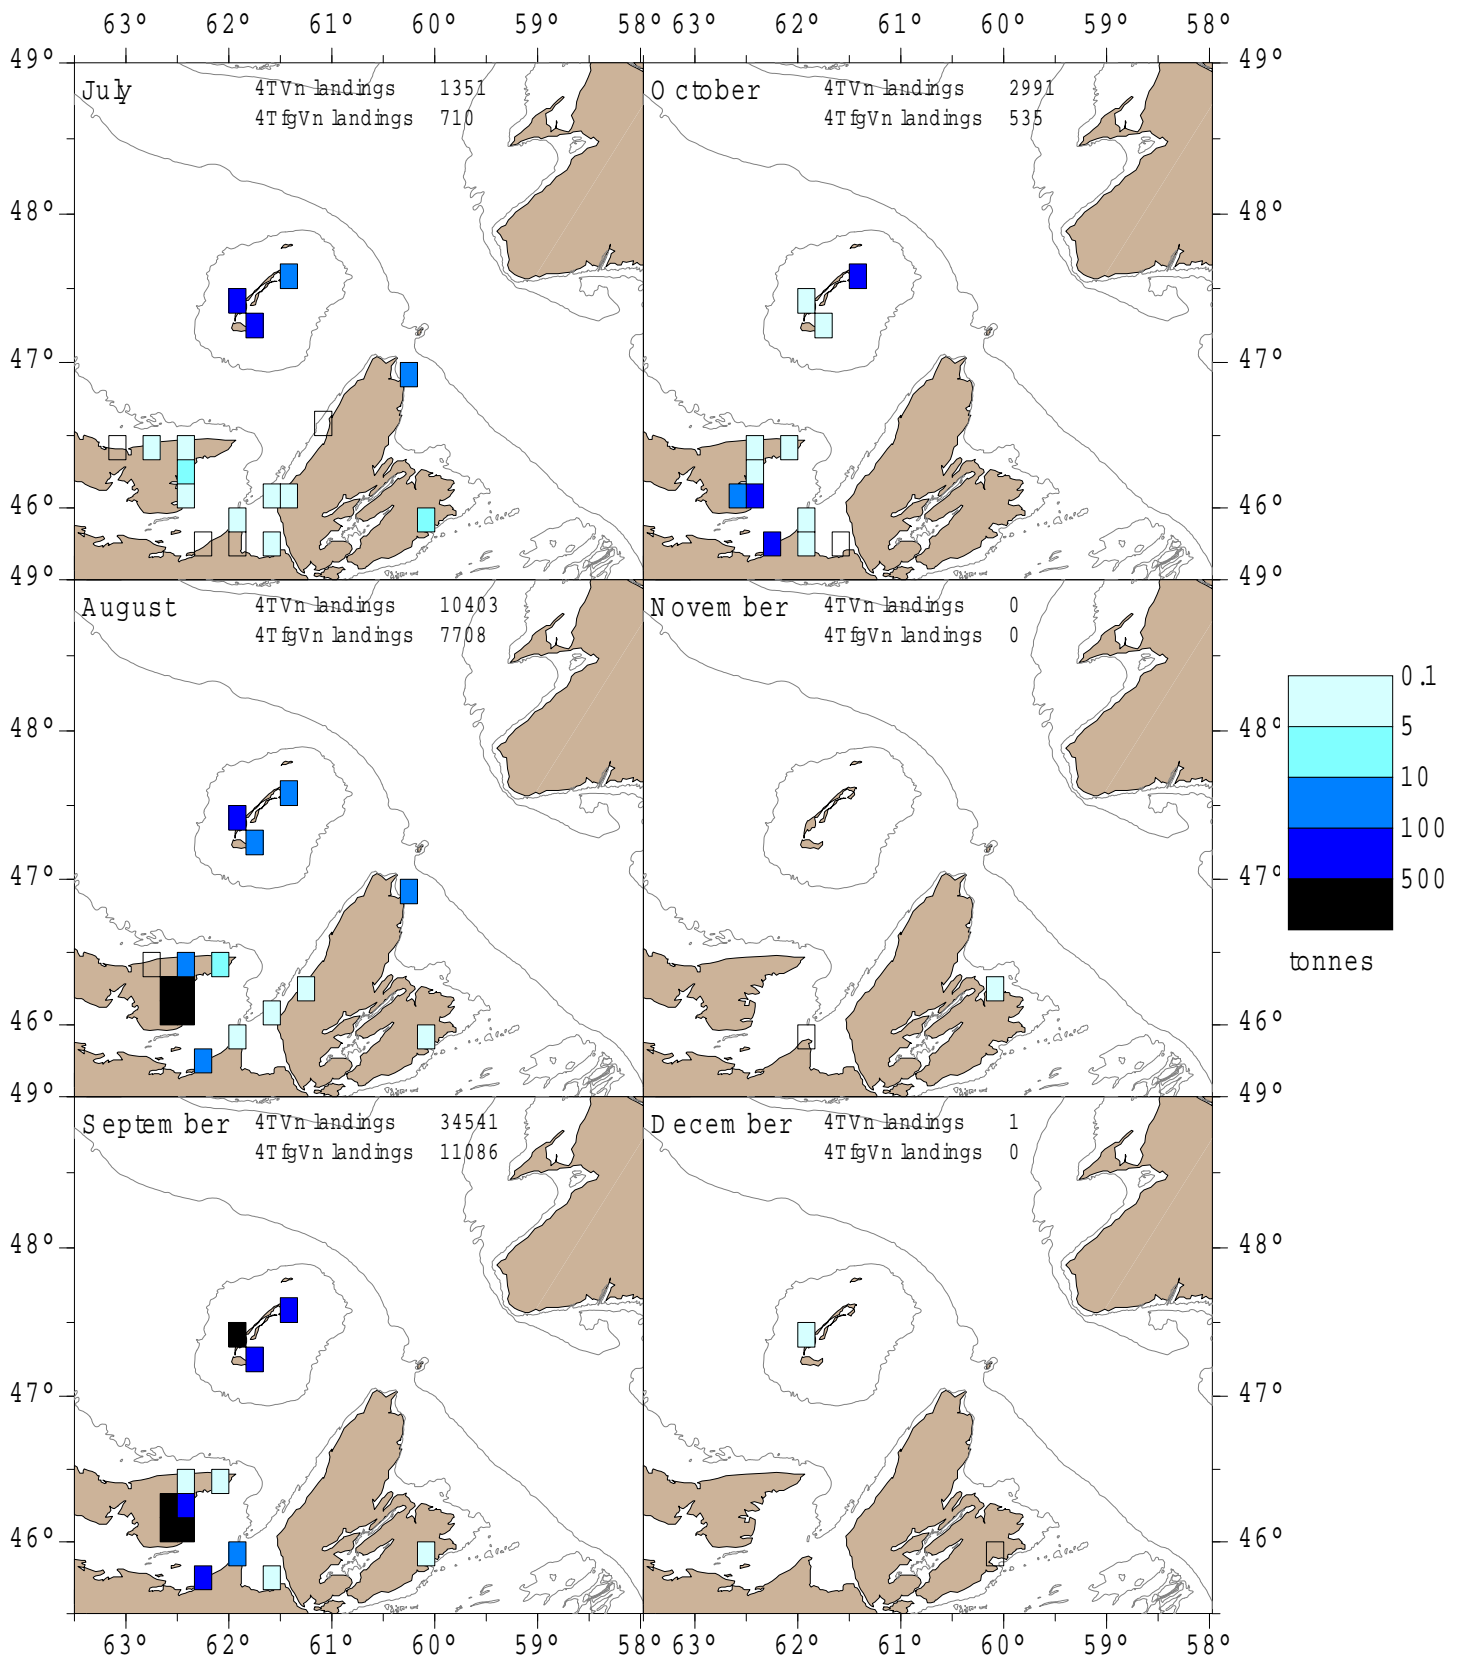 63° 62° 61° 60° 59° 58° 63° 62° 61° 60° 59° 58°
49° 49°
July 4TVn landings 1351
4TfgVn landings 710
October 4TVn landings 2991
4TfgVn landings 535
48° 48°
47° 47°
46° 46°
49° 49°
August 4TVn landings 10403
4TfgVn landings 7708
November 4TVn landings 0
4TfgVn landings 0
48° 48°
47° 47°
46° 46°
49° 49°
September 4TVn landings 34541
4TfgVn landings 11086
December 4TVn landings 1
4TfgVn landings 0
48° 48°
47° 47°
46° 46°
63° 62° 61° 60° 59° 58° 63° 62° 61° 60° 59° 58°
0.1
5
10
100
500
tonnes